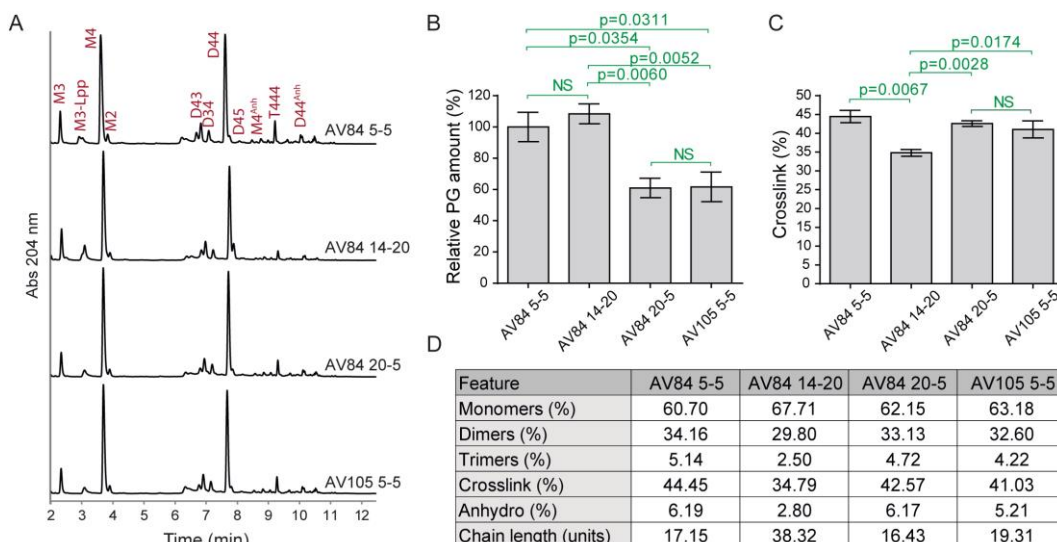 A
M3
M3-Lpp
M4
M2
D43
D34
D44
D45
M4Anh
T444
D44Anh
AV84 5-5
AV84 14-20
AV84 20-5
AV105 5-5
Abs 204 nm
2 3 4 5 6 7 8 9 10 11 12
Time (min)
B
p=0.0311
p=0.0354
p=0.0052
p=0.0060
NS
NS
Relative PG amount (%)
120
100
80
60
40
20
0
AV84 5-5
AV84 14-20
AV84 20-5
AV105 5-5
C
p=0.0174
p=0.0028
p=0.0067
NS
Crosslink (%)
50
45
40
35
30
25
20
15
10
5
0
AV84 5-5
AV84 14-20
AV84 20-5
AV105 5-5
D
Feature AV84 5-5 AV84 14-20 AV84 20-5 AV105 5-5
Monomers (%) 60.70 67.71 62.15 63.18
Dimers (%) 34.16 29.80 33.13 32.60
Trimers (%) 5.14 2.50 4.72 4.22
Crosslink (%) 44.45 34.79 42.57 41.03
Anhydro (%) 6.19 2.80 6.17 5.21
Chain length (units) 17.15 38.32 16.43 19.31